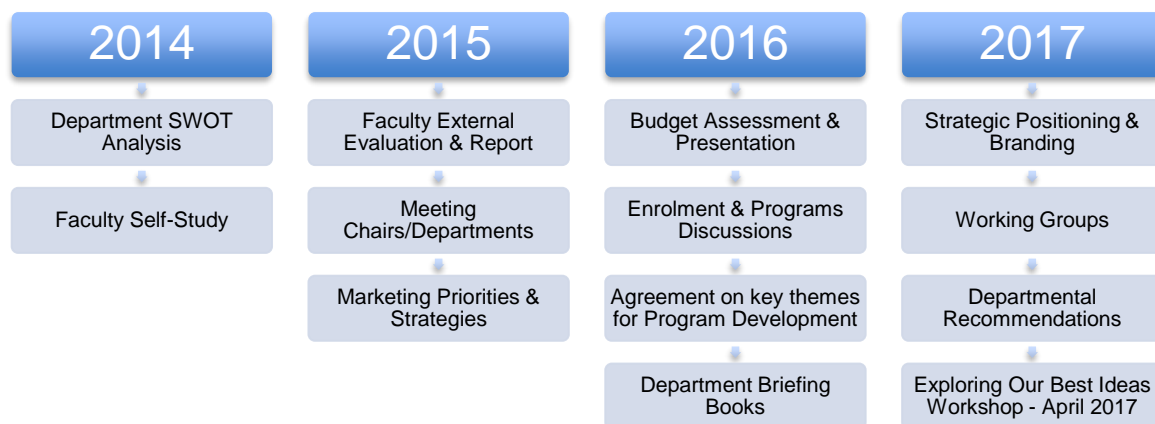 2014
Department SWOT
Analysis
Faculty Self-Study
2015
Faculty External
Evaluation & Report
Meeting
Chairs/Departments
Marketing Priorities &
Strategies
2016
Budget Assessment &
Presentation
Enrolment & Programs
Discussions
Agreement on key themes
for Program Development
Department Briefing
Books
2017
Strategic Positioning &
Branding
Working Groups
Departmental
Recommendations
Exploring Our Best Ideas
Workshop - April 2017